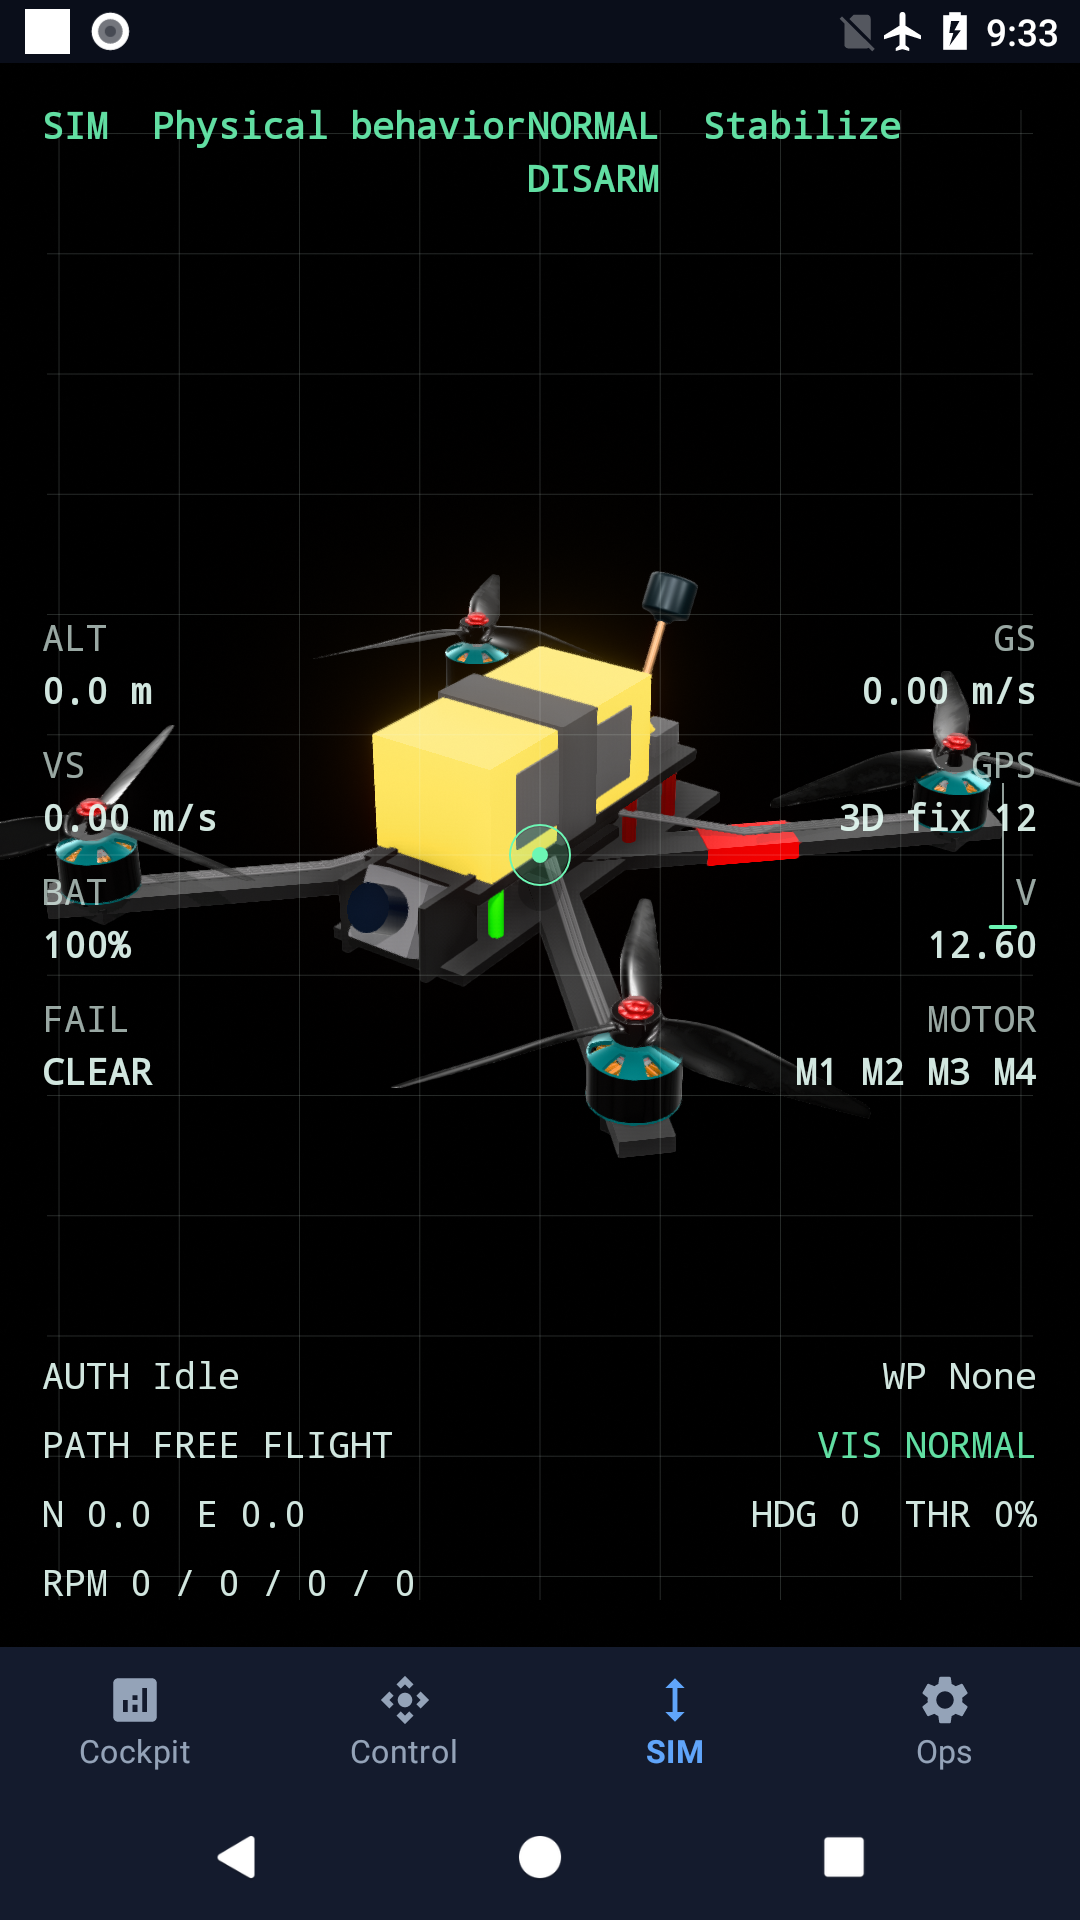 9:33
SIM Physical behavior NORMAL Stabilize
DISARM
ALT GS
0.0 m 0.00 m/s
VS GPS
0.00 m/s 3D fix 12
BAT V
100% 12.60
FAIL MOTOR
CLEAR M1 M2 M3 M4
AUTH Idle WP None
PATH FREE FLIGHT VIS NORMAL
N 0.0 E 0.0 HDG 0 THR 0%
RPM 0 / 0 / 0 / 0
Cockpit Control SIM Ops